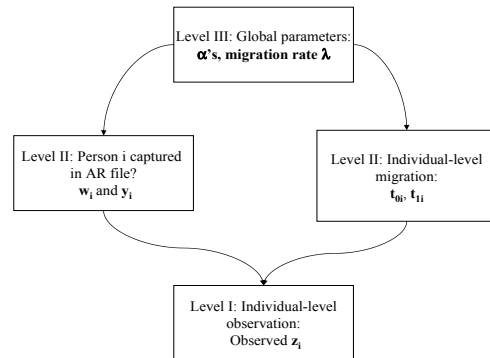 Level III: Global parameters:
α's, migration rate λ
Level II: Person i captured
in AR file?
wi and yi
Level II: Individual-level
migration:
t0i, t1i
Level I: Individual-level
observation:
Observed zi